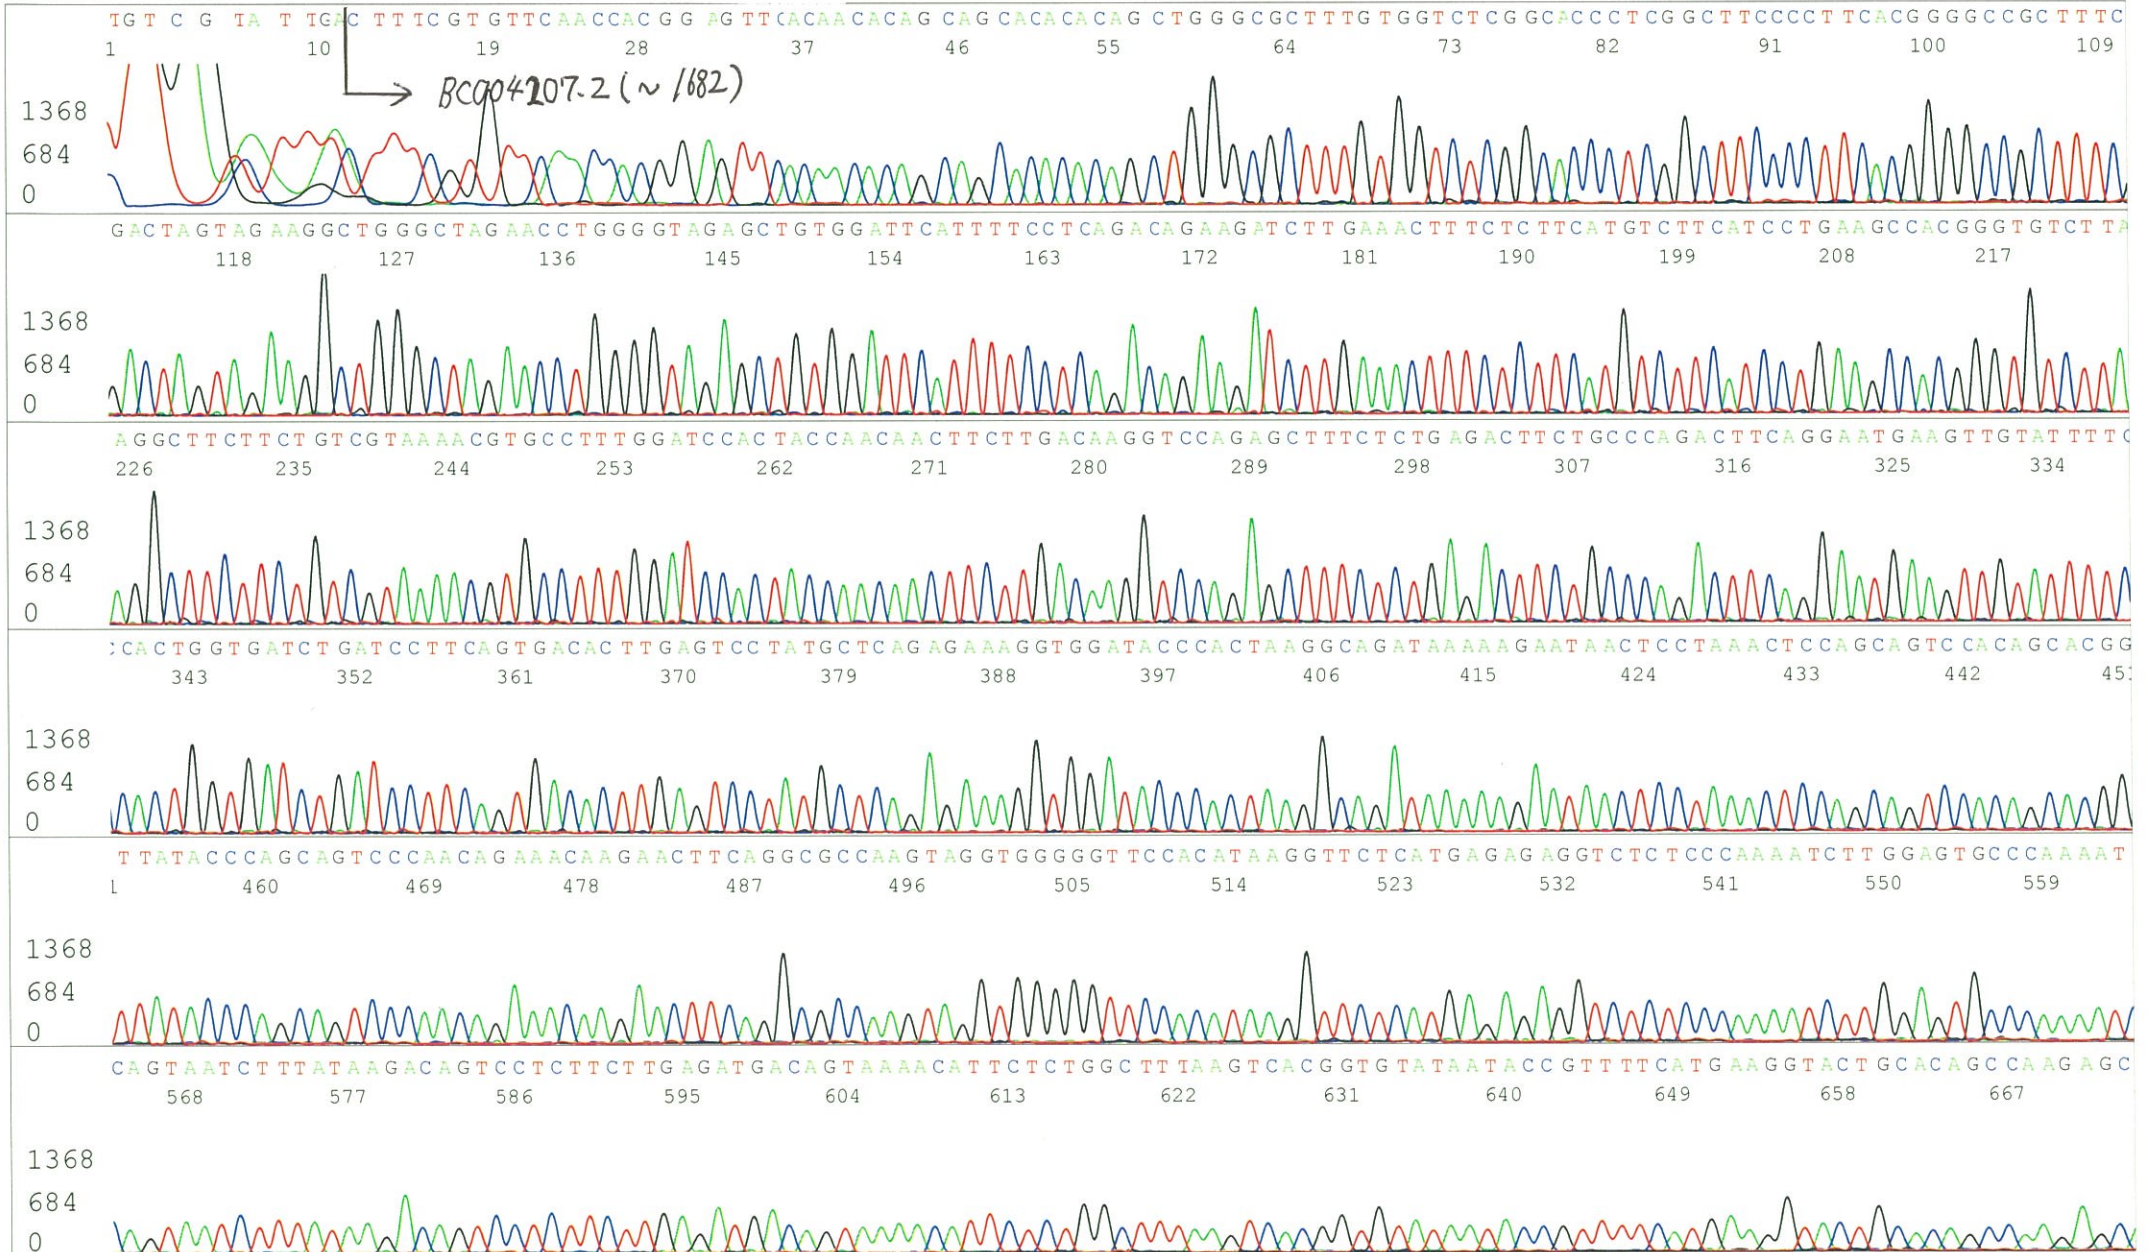 TGT C G TA T TGAC TTTCGTGTTCAACCACGG AGTTCACAACACAGCAGCACACACAGCTGGGCGCTTTGTGGTCTCGGCACCCTCGGCTTCCCCTTCACGGGGCCGCTTTC
1 10 19 28 37 46 55 64 73 82 91 100 109
BC004207.2 (~1682)
1368
684
0
GACTAGTAGAAGGCTGGGCTAGAACCTGGGGTAGAGCTGTGGATTCATTTTCCTCAGACAGAAGATCTTGAAACTTTCTCTTCATGTCTTCATCCTGAAGCCACGGGTGTCTTA
118 127 136 145 154 163 172 181 190 199 208 217
1368
684
0
AGGCTTCTTCTGTCGTAAAACGTGCCTTTGGATCCACTACCAACAACTTCTTGACAAGGTCCAGAGCTTTCTCTGAGACTTCTGCCCAGACTTCAGGAATGAAGTTGTATTTTC
226 235 244 253 262 271 280 289 298 307 316 325 334
1368
684
0
CCACTGGTGATCTGATCCTTCAGTGACACTTGAGTCCTATGCTCAGAGAAAGGTGGATACCCACTAAGGCAGATAAAAAGAATAACTCCTAAACTCCAGCAGTCCACAGCACGG
343 352 361 370 379 388 397 406 415 424 433 442 451
1368
684
0
TTATACCCAGCAGTCCCAACAGAAACAAGAACTTCAGGCGCCAAGTAGGTGGGGGTTCCACATAAGGTTCTCATGAGAGAGGTCTCTCCCAAAATCTTGGAGTGCCCAAAAT
460 469 478 487 496 505 514 523 532 541 550 559
1368
684
0
CAGTAATCTTTATAAGACAGTCCTCTTCTTGAGATGACAGTAAAACATTCTCTGGCTTTAAGTCACGGTGTATAATACCGTTTTCATGAAGGTACTGCACAGCCAAGAGC
568 577 586 595 604 613 622 631 640 649 658 667
1368
684
0